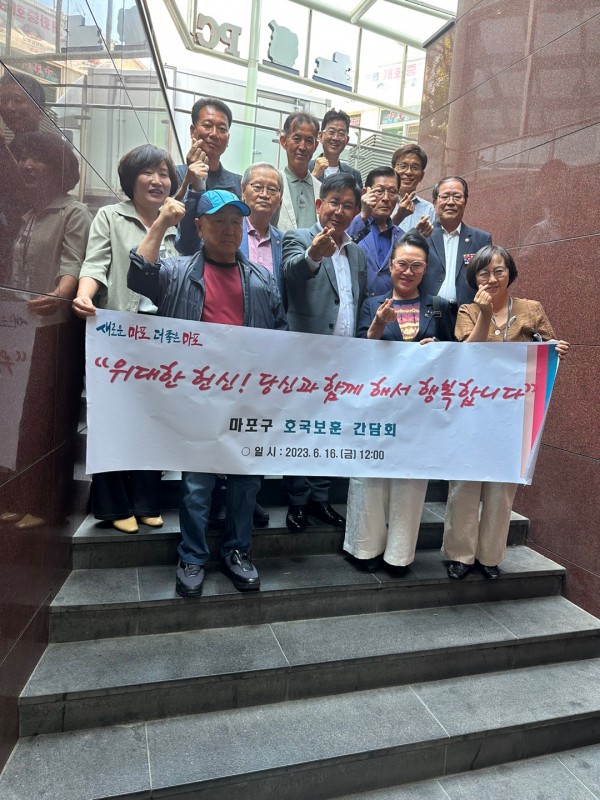 PC
새로운 마포 더 좋은 마포
"위대한 헌신! 당신과 함께 해서 행복합니다"
마포구 호국보훈 간담회
○ 일 시 : 2023. 6. 16. (금) 12:00